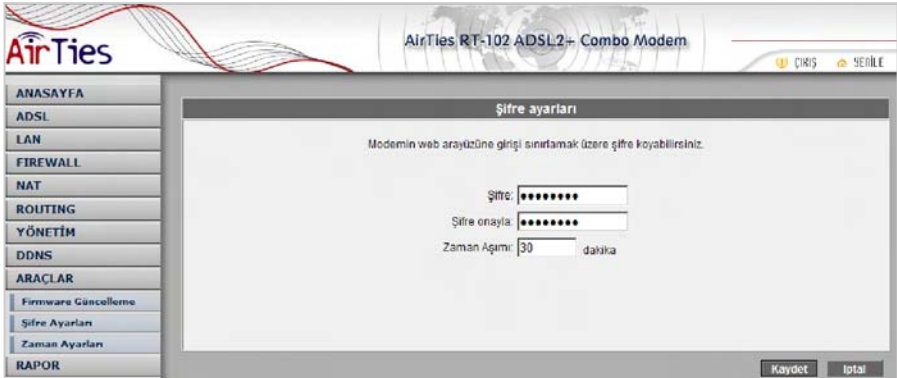 AirTies
AirTies RT-102 ADSL2+ Combo Modem
ÇIKIŞ YENİLE
ANASAYFA
ADSL
LAN
FIREWALL
NAT
ROUTING
YÖNETİM
DDNS
ARAÇLAR
Firmware Güncelleme
Şifre Ayarları
Zaman Ayarları
RAPOR
Şifre ayarları
Modemin web arayüzüne girişi sınırlamak üzere şifre koyabilirsiniz.
Şifre: ●●●●●●●●
Şifre onayla: ●●●●●●●●
Zaman Aşımı: 30 dakika
Kaydet İptal